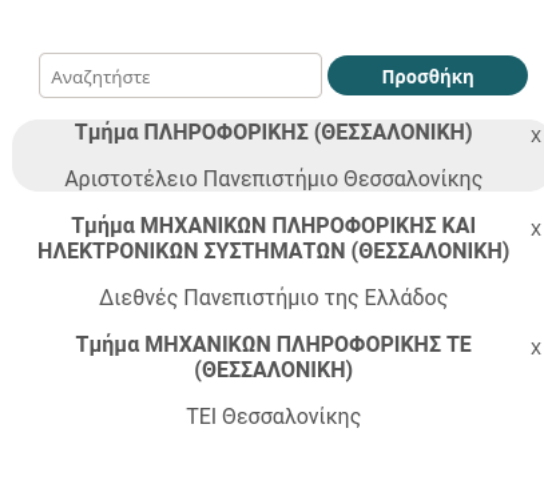 Αναζητήστε
Προσθήκη
Τμήμα ΠΛΗΡΟΦΟΡΙΚΗΣ (ΘΕΣΣΑΛΟΝΙΚΗ)
x
Αριστοτέλειο Πανεπιστήμιο Θεσσαλονίκης
Τμήμα ΜΗΧΑΝΙΚΩΝ ΠΛΗΡΟΦΟΡΙΚΗΣ ΚΑΙ
x
ΗΛΕΚΤΡΟΝΙΚΩΝ ΣΥΣΤΗΜΑΤΩΝ (ΘΕΣΣΑΛΟΝΙΚΗ)
Διεθνές Πανεπιστήμιο της Ελλάδος
Τμήμα ΜΗΧΑΝΙΚΩΝ ΠΛΗΡΟΦΟΡΙΚΗΣ ΤΕ
x
(ΘΕΣΣΑΛΟΝΙΚΗ)
ΤΕΙ Θεσσαλονίκης